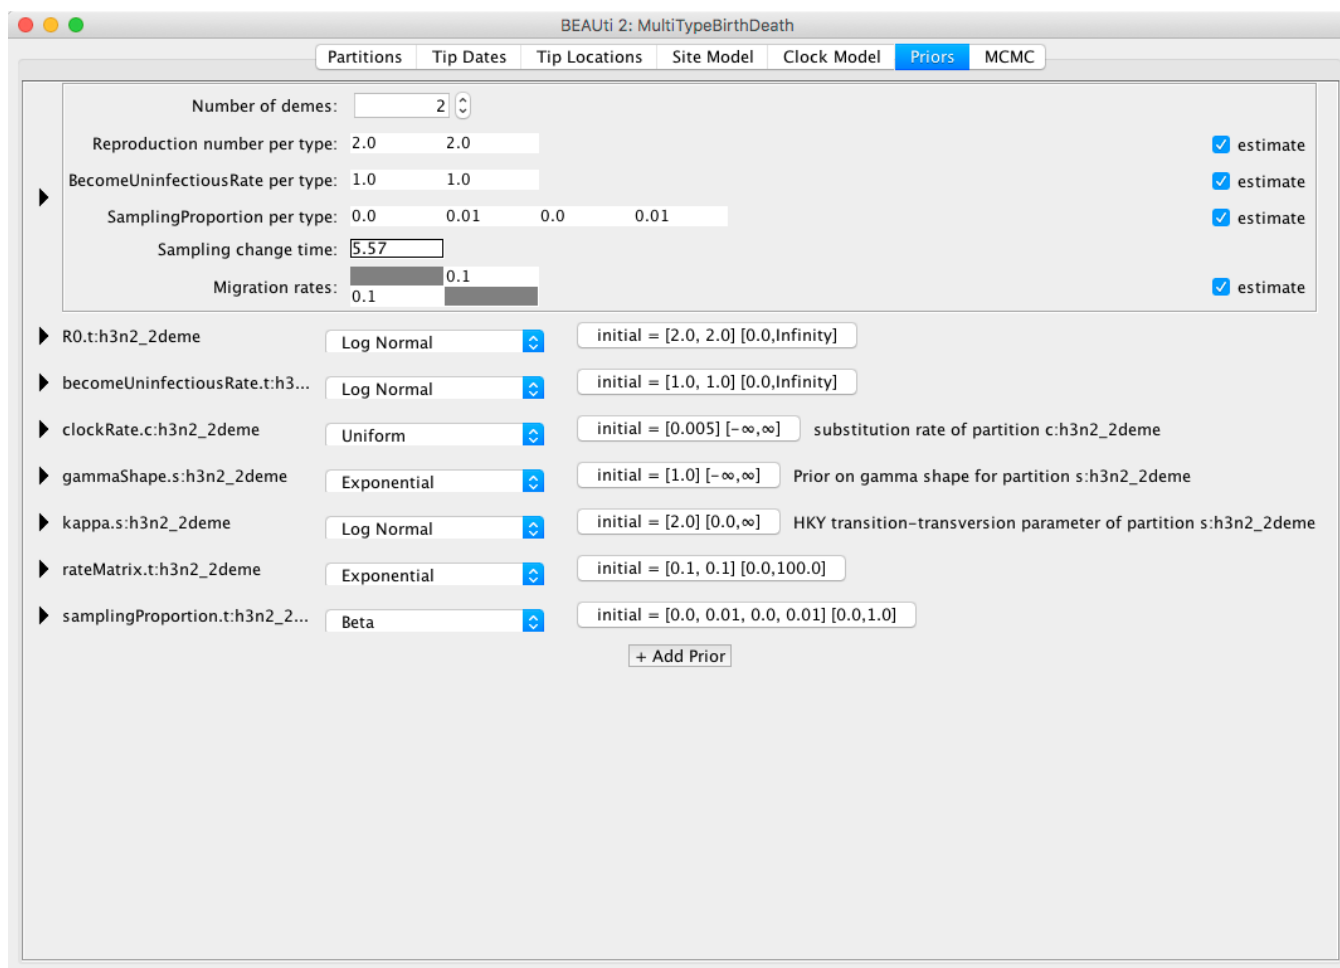 BEAUti 2: MultiTypeBirthDeath
Partitions Tip Dates Tip Locations Site Model Clock Model Priors MCMC
Number of demes: 2
Reproduction number per type: 2.0 2.0 estimate
BecomeUninfectiousRate per type: 1.0 1.0 estimate
SamplingProportion per type: 0.0 0.01 0.0 0.01 estimate
Sampling change time: 5.57
0.1
Migration rates: estimate
0.1
R0.t:h3n2_2deme Log Normal initial = [2.0, 2.0] [0.0,Infinity]
becomeUninfectiousRate.t:h3... Log Normal initial = [1.0, 1.0] [0.0,Infinity]
clockRate.c:h3n2_2deme Uniform initial = [0.005] [-∞,∞] substitution rate of partition c:h3n2_2deme
gammaShape.s:h3n2_2deme Exponential initial = [1.0] [-∞,∞] Prior on gamma shape for partition s:h3n2_2deme
kappa.s:h3n2_2deme Log Normal initial = [2.0] [0.0,∞] HKY transition-transversion parameter of partition s:h3n2_2deme
rateMatrix.t:h3n2_2deme Exponential initial = [0.1, 0.1] [0.0,100.0]
samplingProportion.t:h3n2_2... Beta initial = [0.0, 0.01, 0.0, 0.01] [0.0,1.0]
+ Add Prior